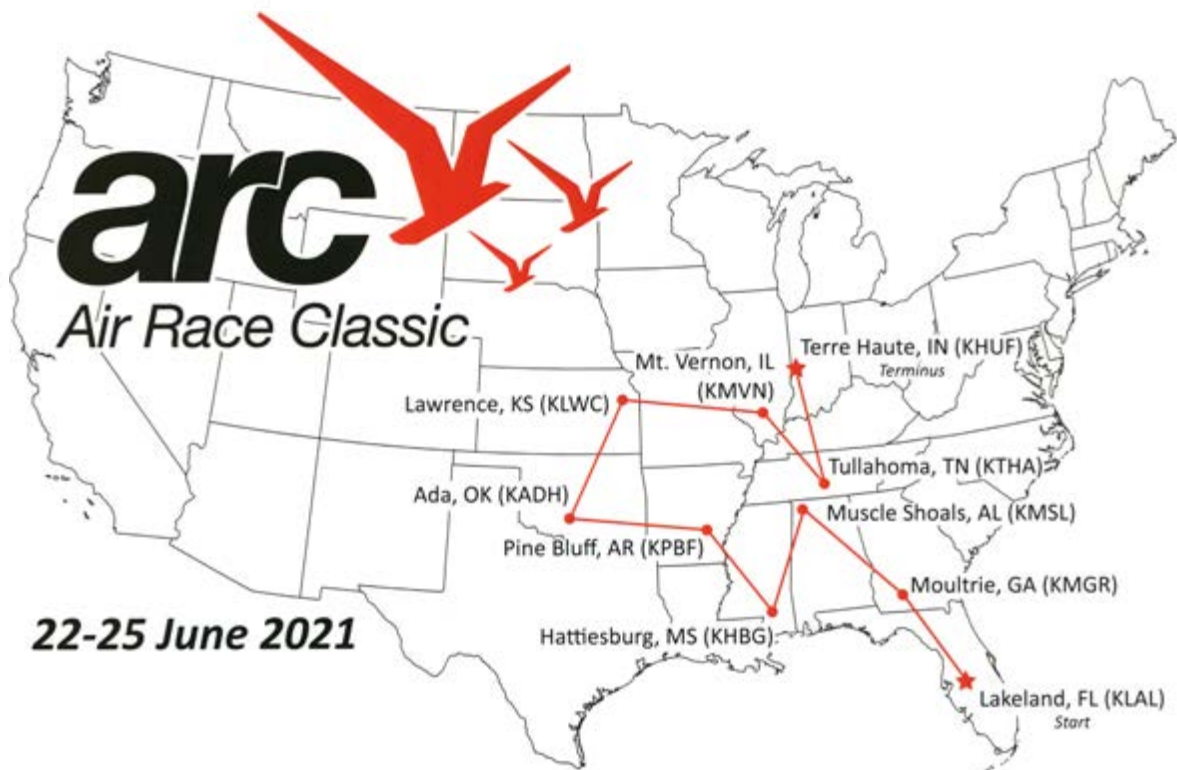 arc
Air Race Classic
Mt. Vernon, IL
(KMVN)
Terre Haute, IN (KHUF)
Terminus
Lawrence, KS (KLWC)
Ada, OK (KADH)
Tullahoma, TN (KTHA)
Muscle Shoals, AL (KMSL)
Pine Bluff, AR (KPBF)
Moultrie, GA (KMGR)
22-25 June 2021
Hattiesburg, MS (KHBG)
Lakeland, FL (KLAL)
Start